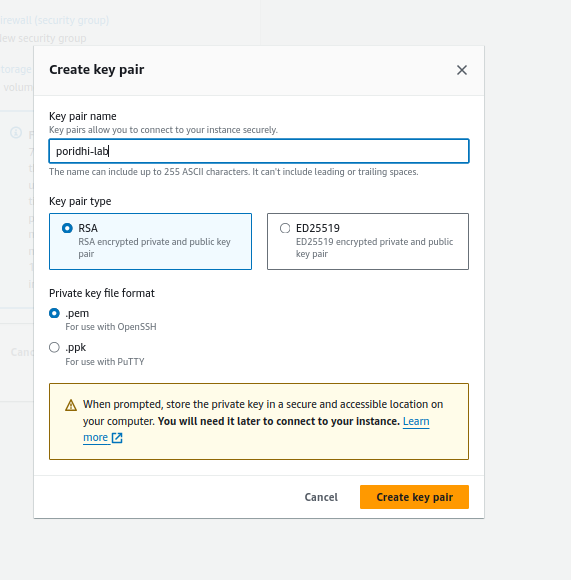 irewall (security group)
lew security group
torage
volum
Create key pair
Key pair name
Key pairs allow you to connect to your instance securely.
poridhi-lab
The name can include up to 255 ASCII characters. It can't include leading or trailing spaces.
Key pair type
RSA
RSA encrypted private and public key
pair
ED25519
ED25519 encrypted private and public
key pair
Private key file format
.pem
For use with OpenSSH
.ppk
For use with PuTTY
When prompted, store the private key in a secure and accessible location on
your computer. You will need it later to connect to your instance. Learn
more
Canc
Cancel
Create key pair